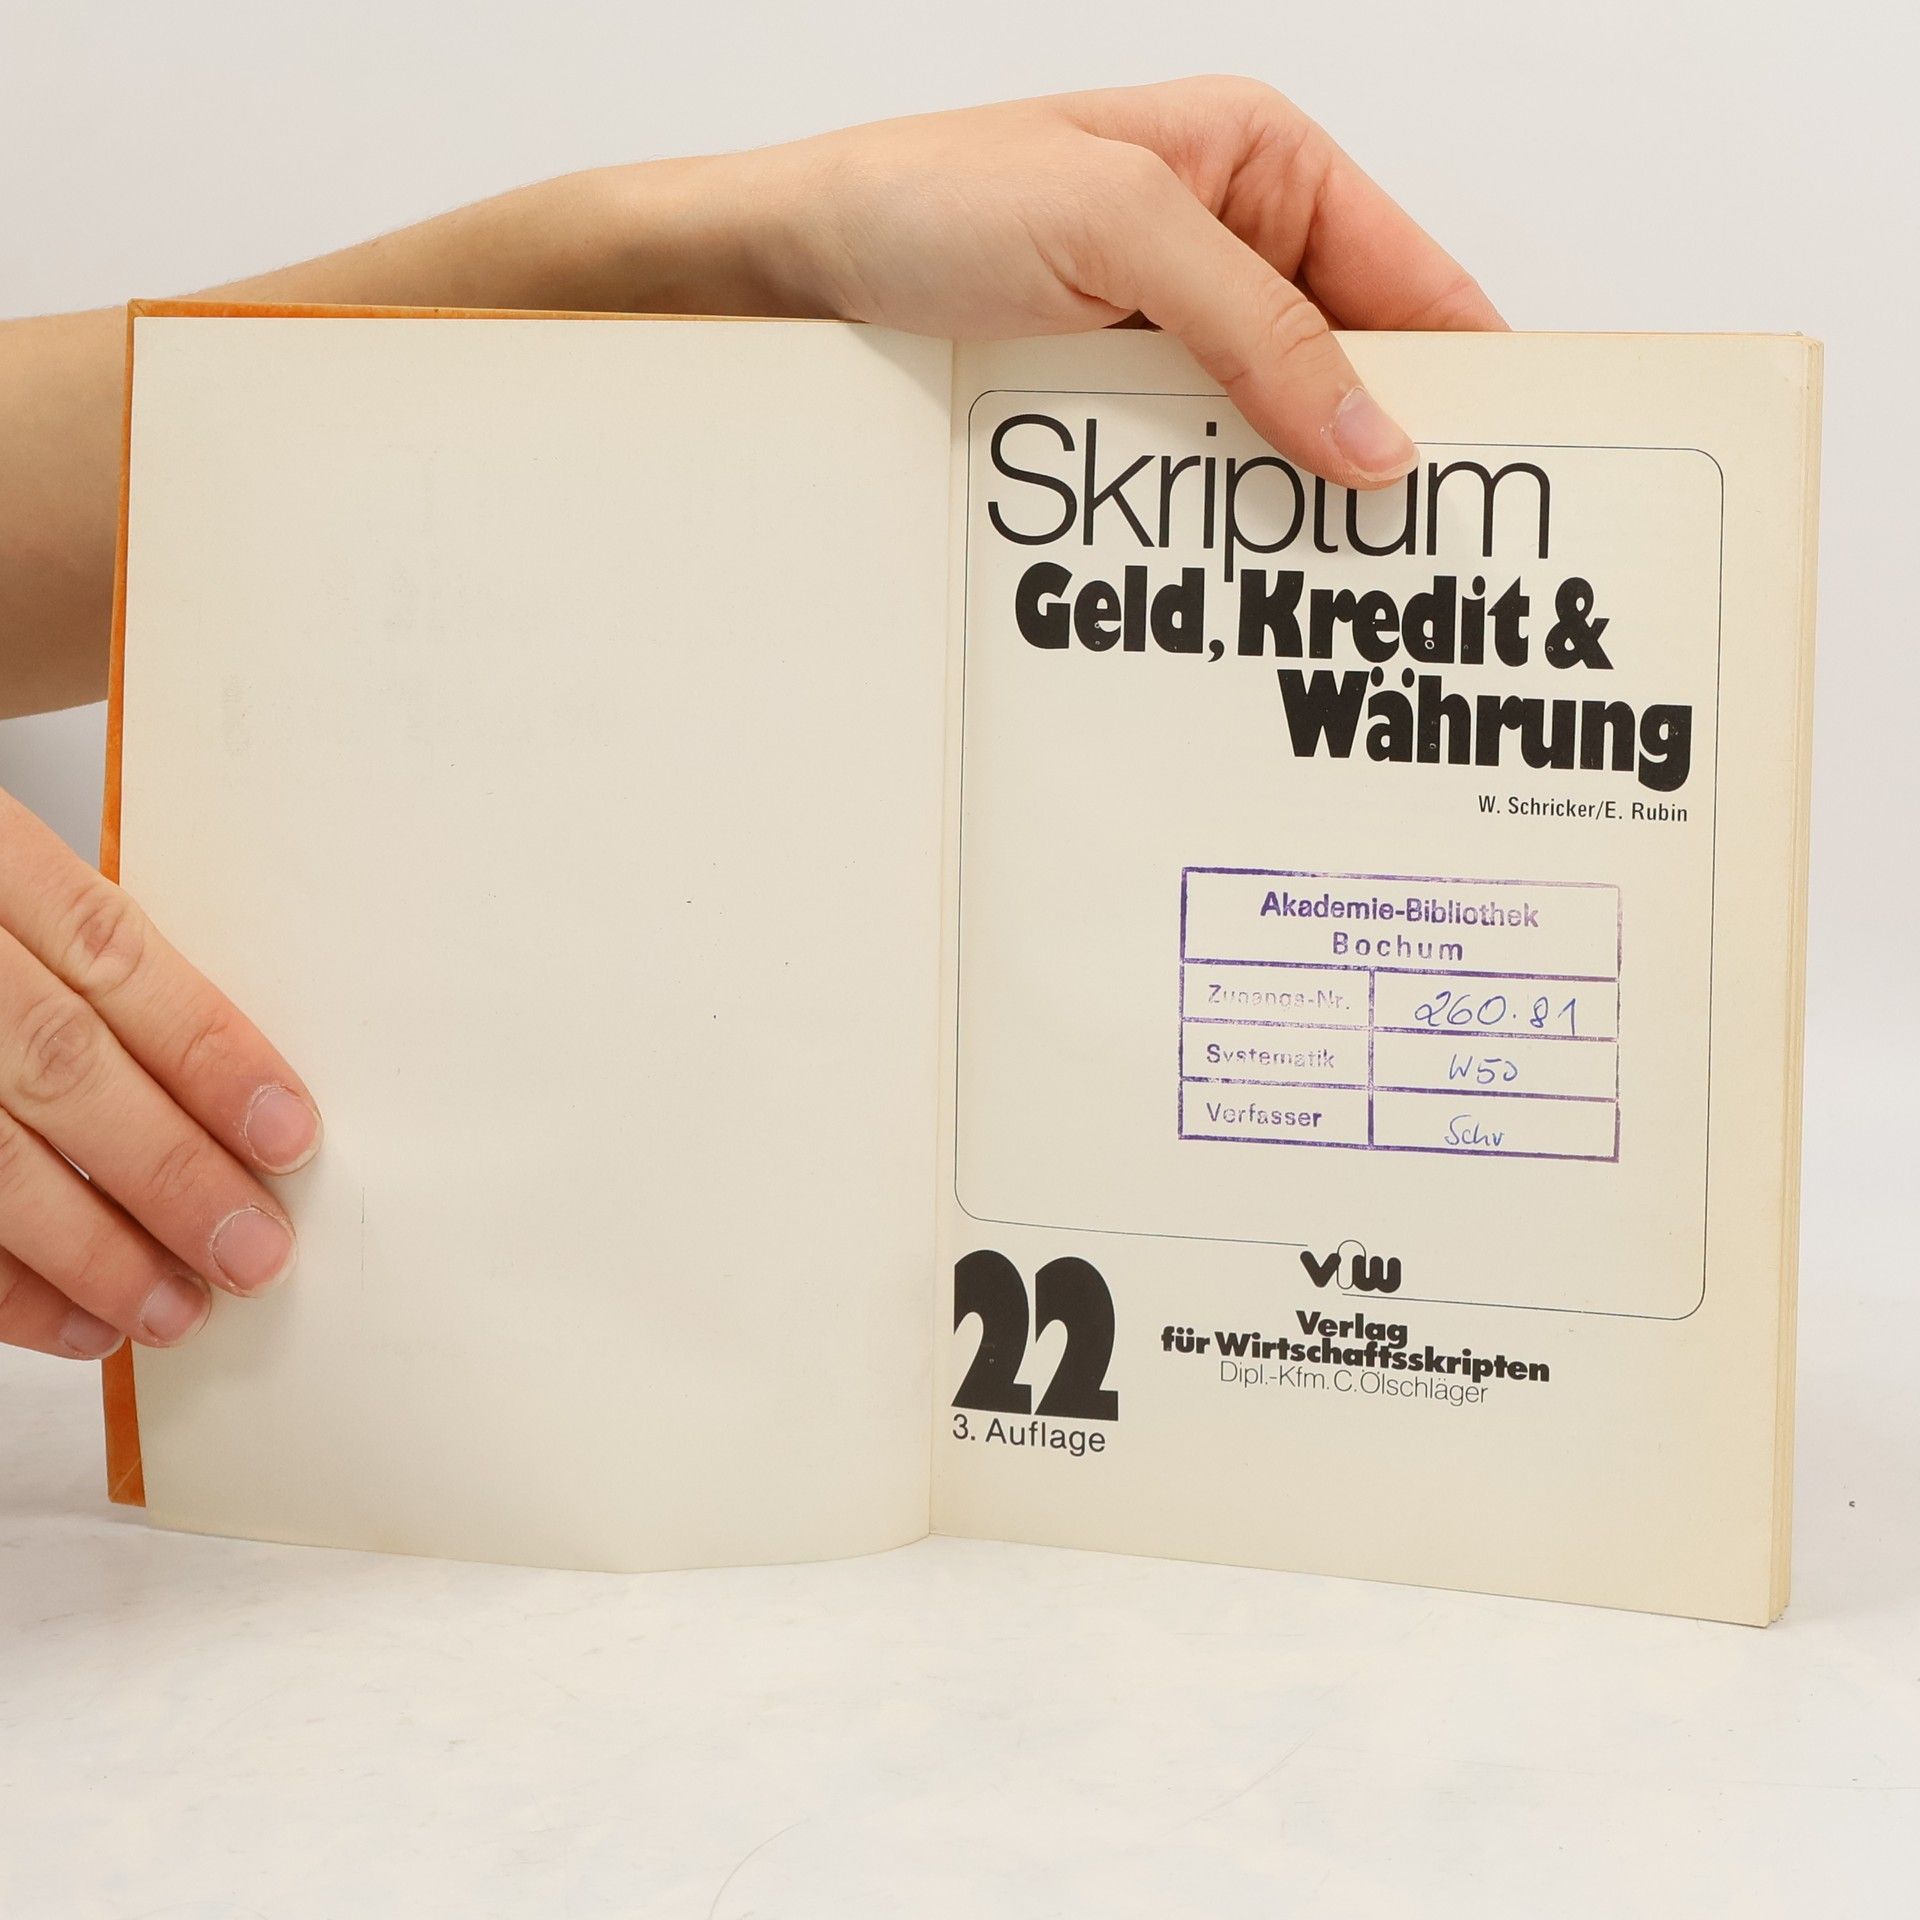 Skriptum
Geld, Kredit &
Währung
W. Schricker/E. Rubin
Akademie-Bibliothek
Bochum
Zugangs-Nr. 260.81
Systematik W50
Verfasser Schr
vfw
22
3. Auflage
Verlag
für Wirtschaftsskripten
Dipl.-Kfm. C. Ölschläger